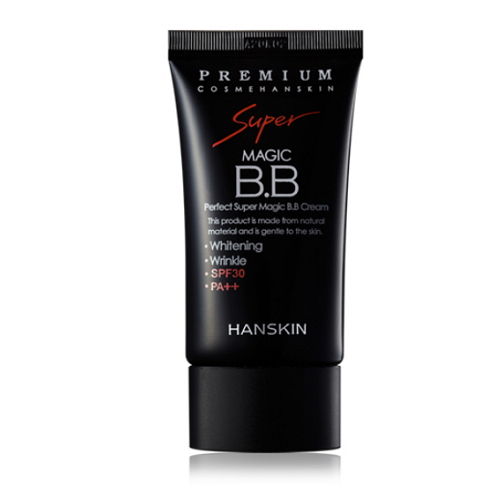 PREMIUM
COSMEHANSKIN
Super
MAGIC
B.B
Perfect Super Magic B.B Cream
This product is made from natural
material and is gentle to the skin.
• Whitening
• Wrinkle
• SPF30
• PA++
HANSKIN